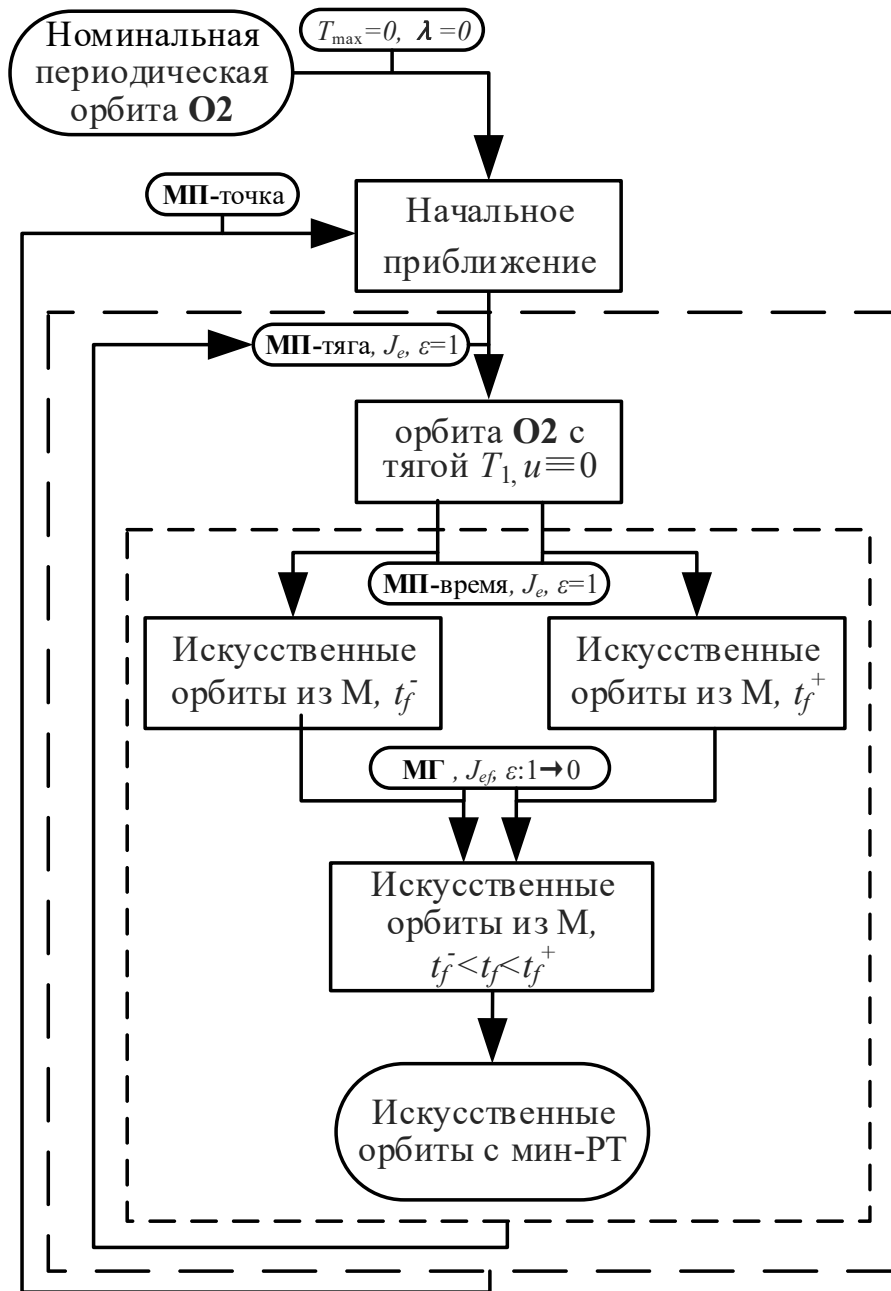 Номинальная
периодическая
орбита О2
T_max=0, λ=0
МП-точка
Начальное
приближение
МП-тяга, J_e, ε=1
орбита О2 с
тягой T_1, u≡0
МП-время, J_e, ε=1
Искусственные
орбиты из М, t_f^-
Искусственные
орбиты из М, t_f^+
МГ , J_ef, ε:1→0
Искусственные
орбиты из М,
t_f^-<t_f<t_f^+
Искусственные
орбиты с мин-РТ